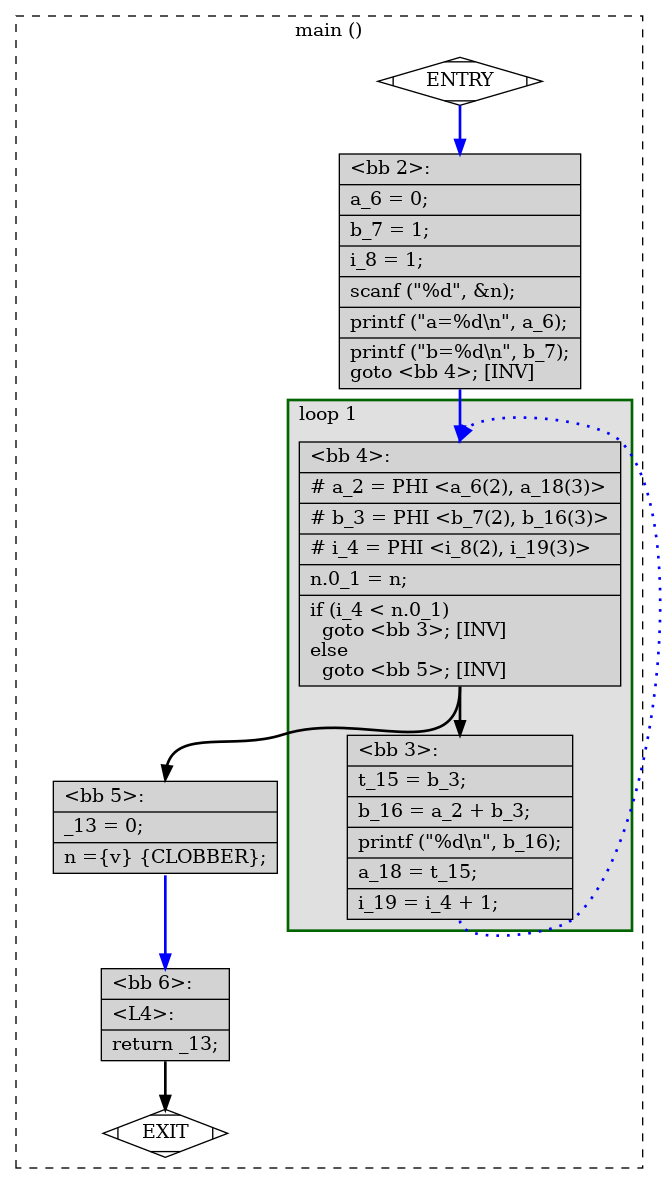 main ()
ENTRY
<bb 2>:
a_6 = 0;
b_7 = 1;
i_8 = 1;
scanf ("%d", &n);
printf ("a=%d\n", a_6);
printf ("b=%d\n", b_7);
goto <bb 4>; [INV]
loop 1
<bb 4>:
# a_2 = PHI <a_6(2), a_18(3)>
# b_3 = PHI <b_7(2), b_16(3)>
# i_4 = PHI <i_8(2), i_19(3)>
n.0_1 = n;
if (i_4 < n.0_1)
  goto <bb 3>; [INV]
else
  goto <bb 5>; [INV]
<bb 3>:
t_15 = b_3;
b_16 = a_2 + b_3;
printf ("%d\n", b_16);
a_18 = t_15;
i_19 = i_4 + 1;
<bb 5>:
_13 = 0;
n ={v} {CLOBBER};
<bb 6>:
<L4>:
return _13;
EXIT